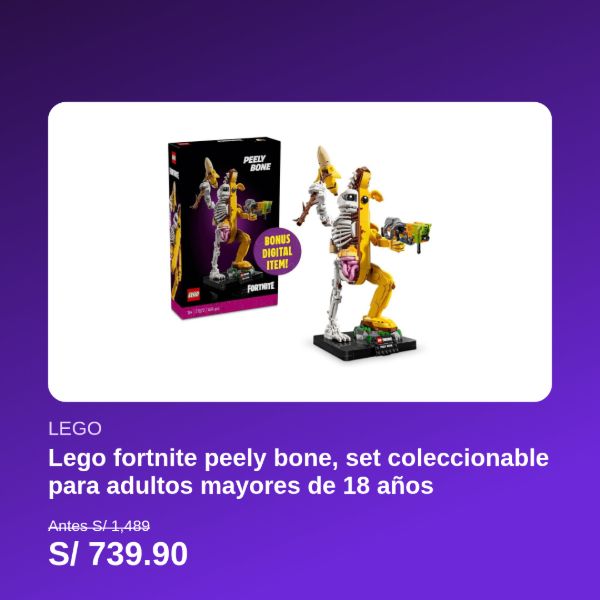 PEELY
BONE
BONUS
DIGITAL
ITEM!
LEGO
FORTNITE
LEGO
Lego fortnite peely bone, set coleccionable
para adultos mayores de 18 años
Antes S/ 1,489
S/ 739.90